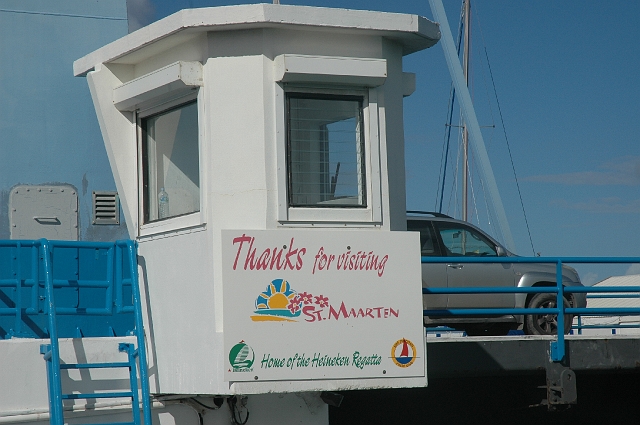 Thanks for visiting
ST. MAARTEN
Home of the Heineken Regatta